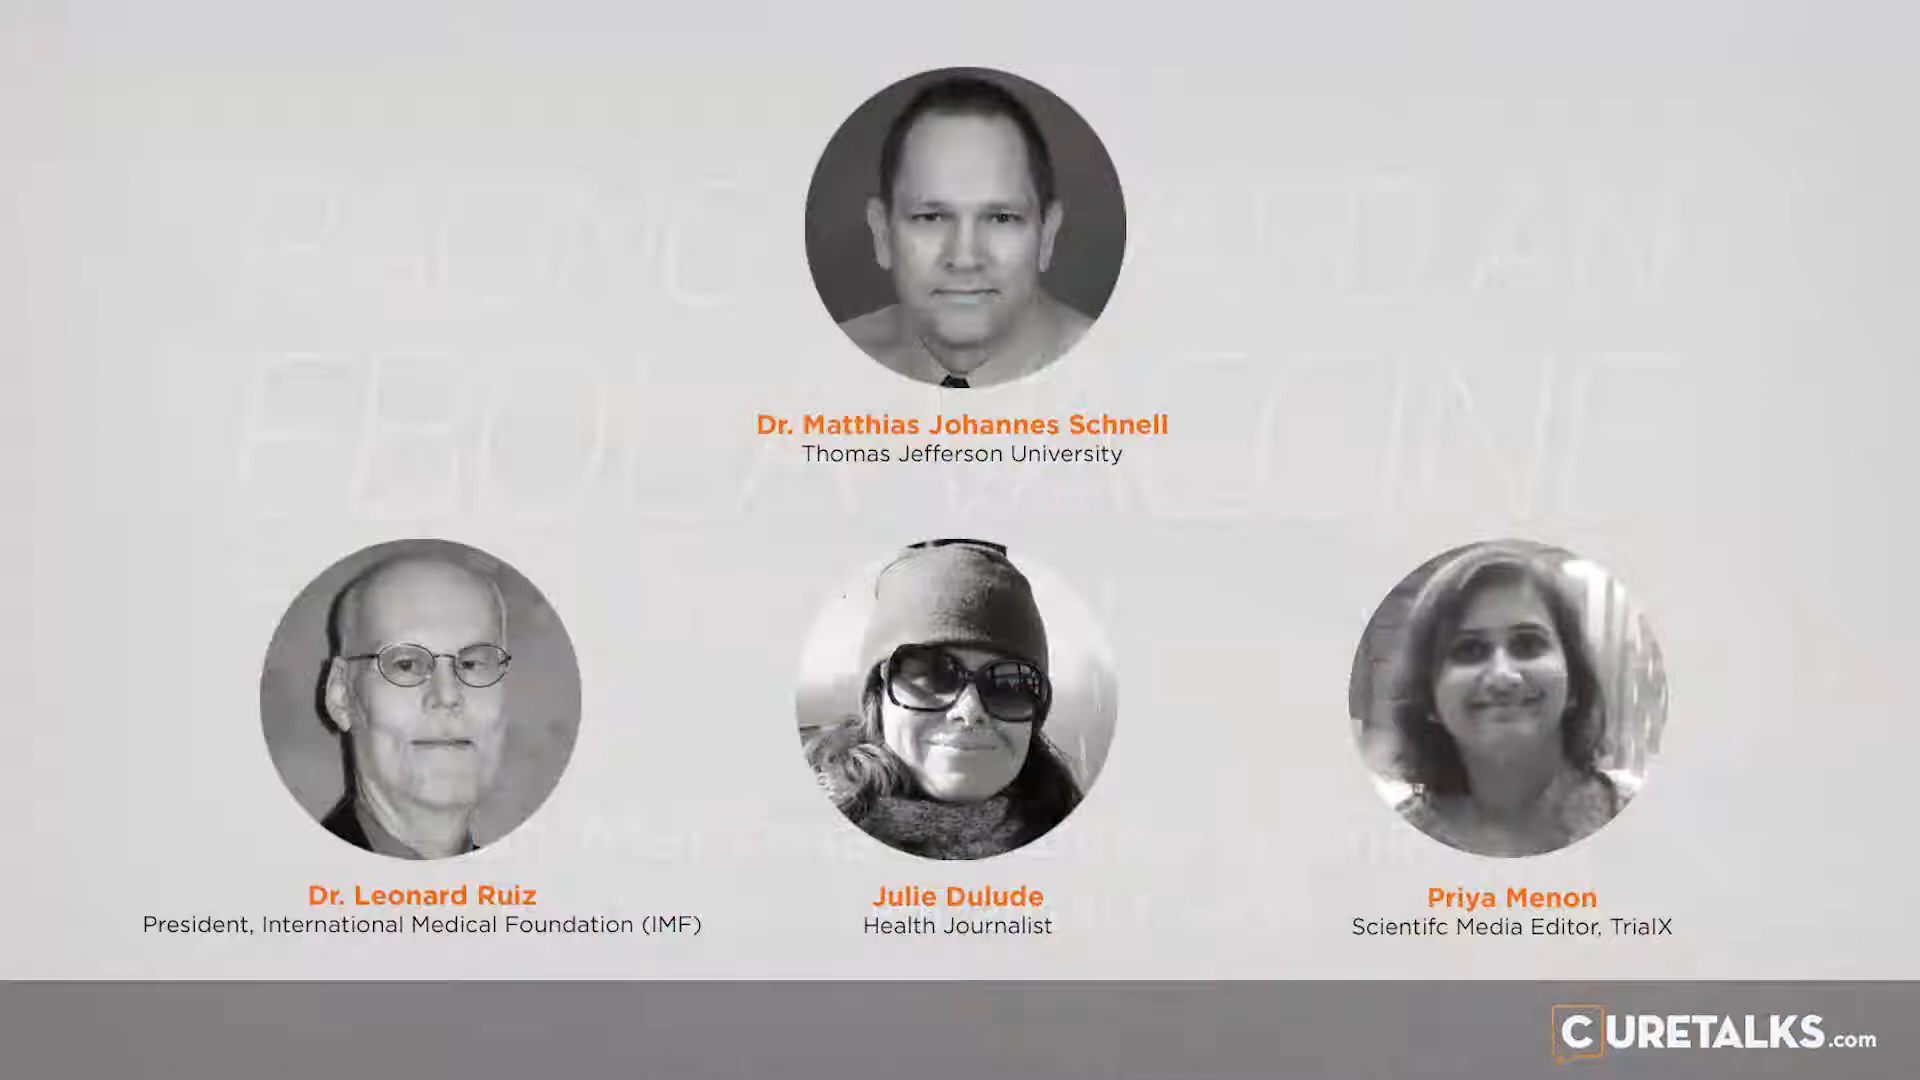 Dr. Matthias Johannes Schnell
Thomas Jefferson University
Dr. Leonard Ruiz
President, International Medical Foundation (IMF)
Julie Dulude
Health Journalist
Priya Menon
Scientifc Media Editor, TrialX
CURETALKS.com